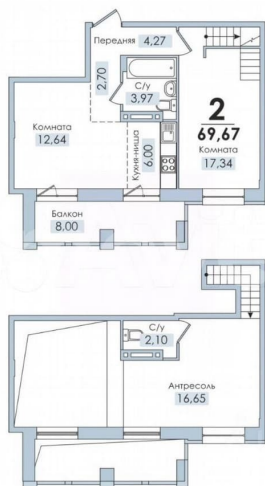 Передняя 4,27
2,70
С/у
3,97
2
69,67
Комната
12,64
Кухня-ниша
6,00
Комната
17,34
Балкон
8,00
С/у
2,10
Антресоль
16,65